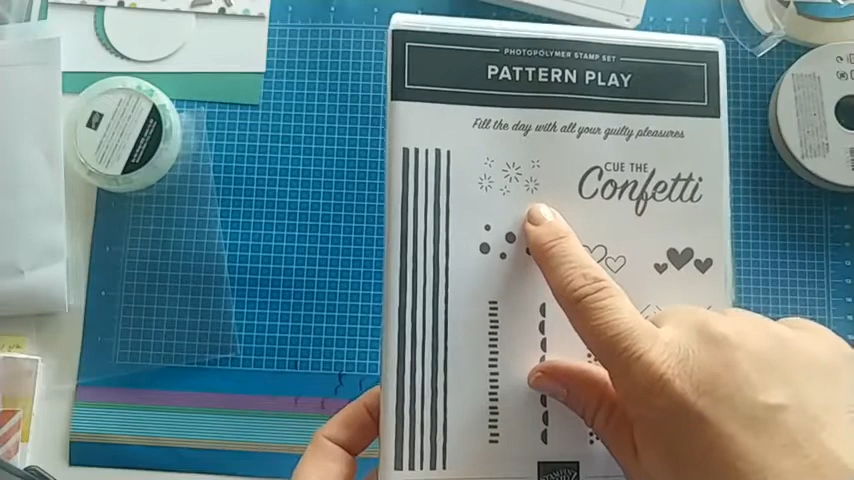 PHOTOPOLYMER STAMP SET
PATTERN PLAY
Fill the day with all your guilty pleasures
CUE THE
Confetti